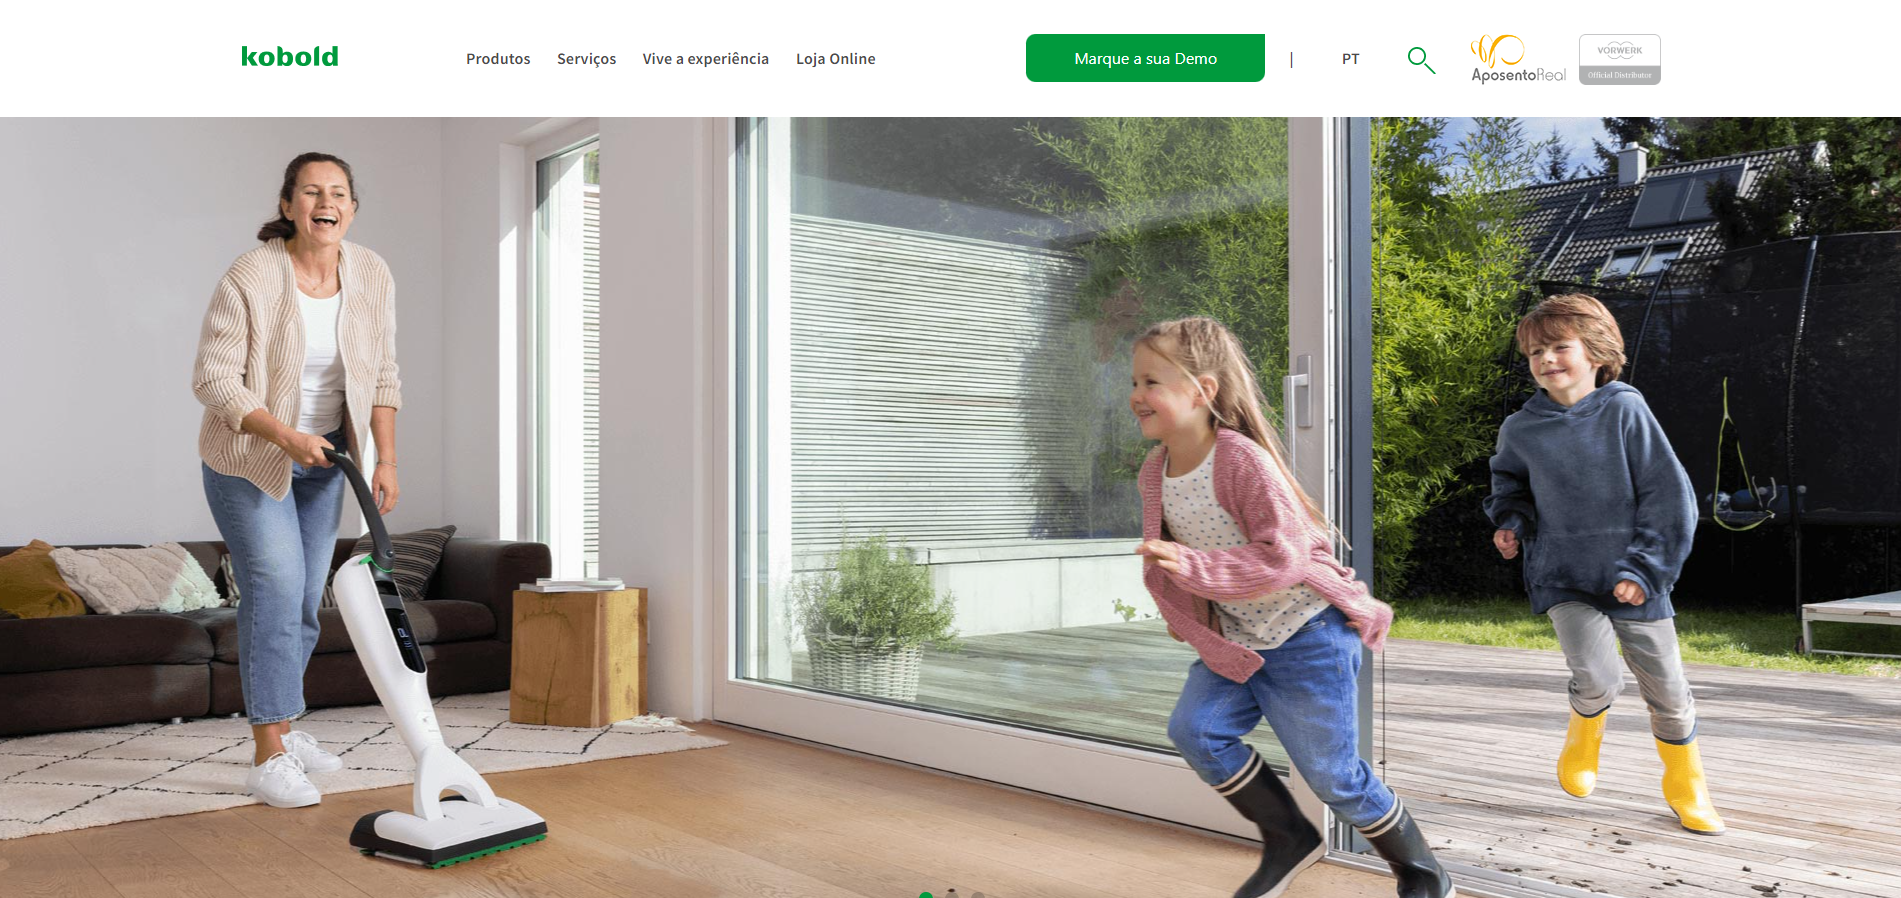 kobold
Produtos
Serviços
Vive a experiência
Loja Online
Marque a sua Demo
|
PT
AposentoReal
VORWERK
Official Distributor